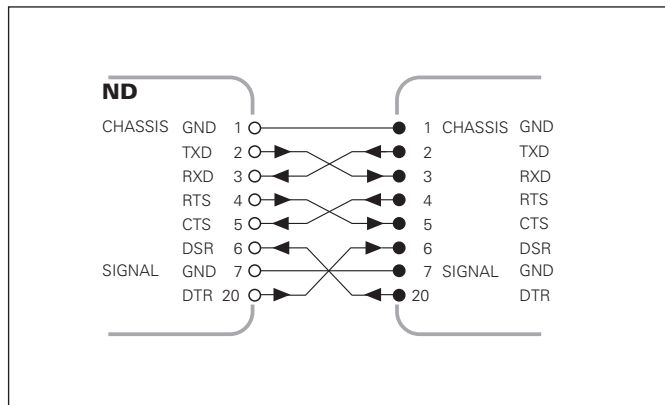 ND
CHASSIS GND 1 1 CHASSIS GND
TXD 2 2 TXD
RXD 3 3 RXD
RTS 4 4 RTS
CTS 5 5 CTS
DSR 6 6 DSR
SIGNAL GND 7 7 SIGNAL GND
DTR 20 20 DTR